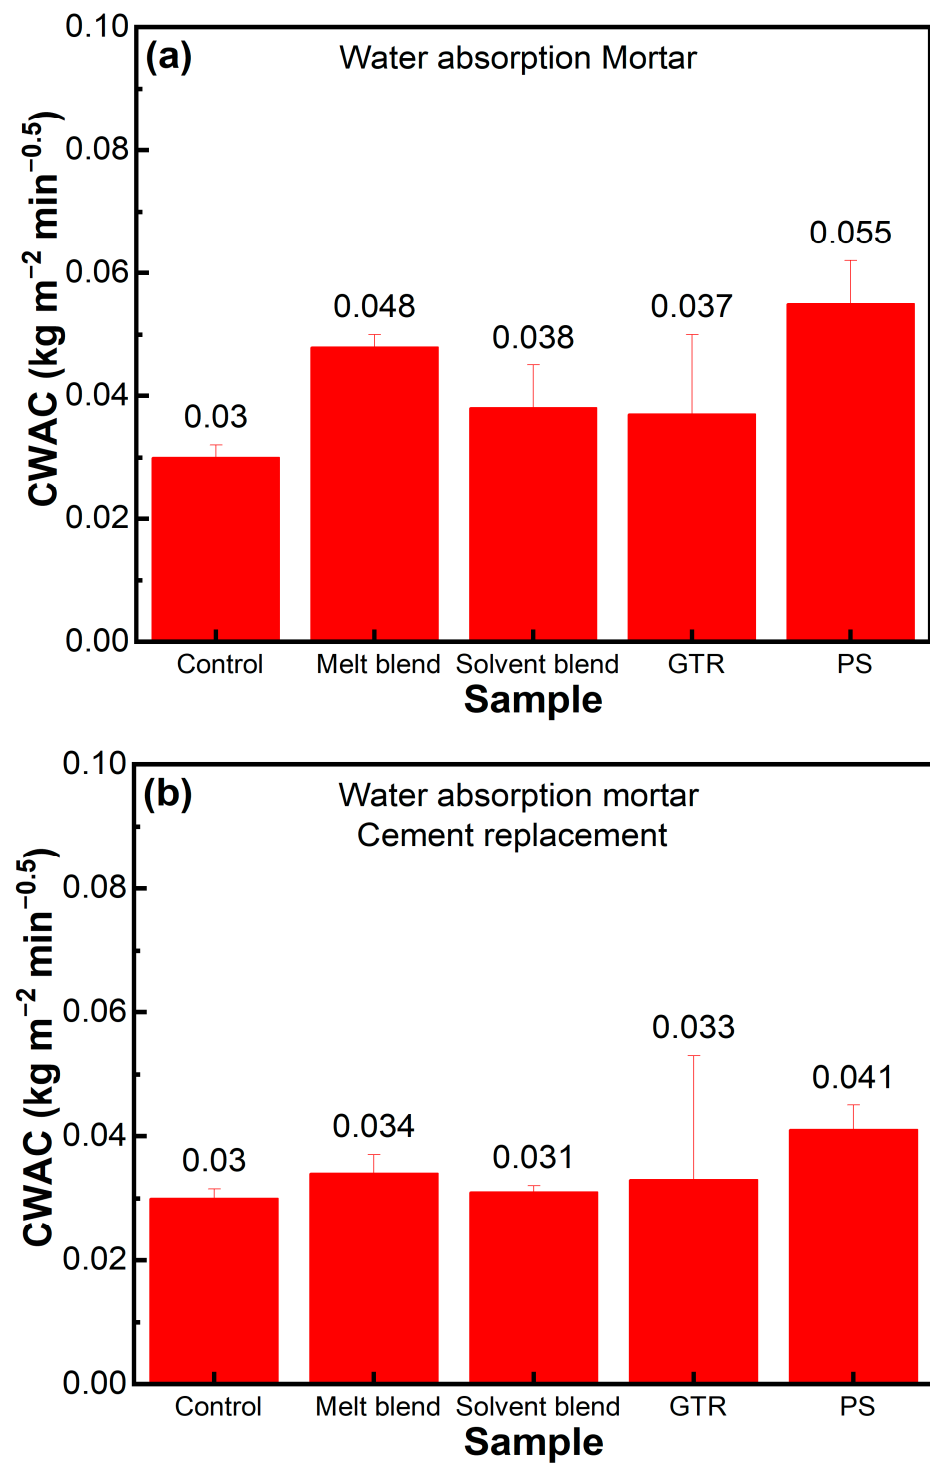 (a)
Water absorption Mortar
CWAC (kg m⁻² min⁻⁰·⁵)
0.10
0.08
0.06
0.04
0.02
0.00
0.03
0.048
0.038
0.037
0.055
Control Melt blend Solvent blend GTR PS
Sample
(b)
Water absorption mortar
Cement replacement
CWAC (kg m⁻² min⁻⁰·⁵)
0.10
0.08
0.06
0.04
0.02
0.00
0.03
0.034
0.031
0.033
0.041
Control Melt blend Solvent blend GTR PS
Sample